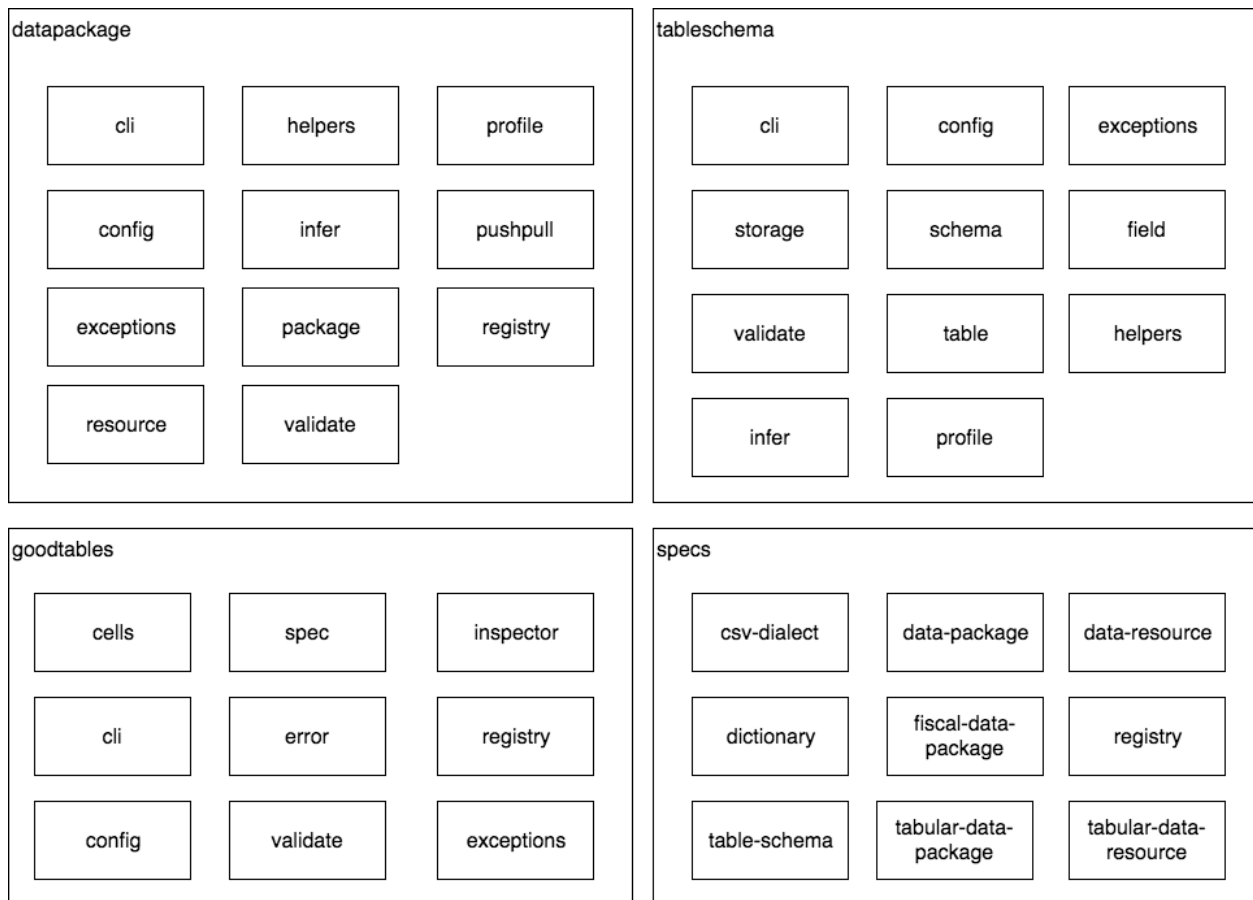 datapackage
cli
helpers
profile
config
infer
pushpull
exceptions
package
registry
resource
validate
tableschema
cli
config
exceptions
storage
schema
field
validate
table
helpers
infer
profile
goodtables
cells
spec
inspector
cli
error
registry
config
validate
exceptions
specs
csv-dialect
data-package
data-resource
dictionary
fiscal-data-
package
registry
table-schema
tabular-data-
package
tabular-data-
resource